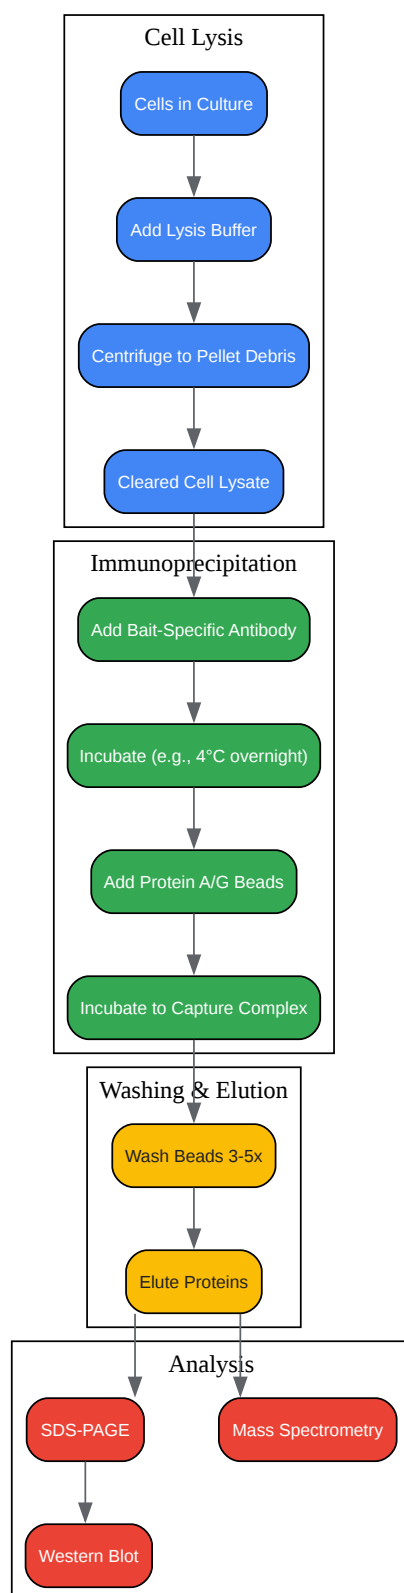 Cell Lysis
Cells in Culture
Add Lysis Buffer
Centrifuge to Pellet Debris
Cleared Cell Lysate
Immunoprecipitation
Add Bait-Specific Antibody
Incubate (e.g., 4°C overnight)
Add Protein A/G Beads
Incubate to Capture Complex
Washing & Elution
Wash Beads 3-5x
Elute Proteins
Analysis
SDS-PAGE
Mass Spectrometry
Western Blot